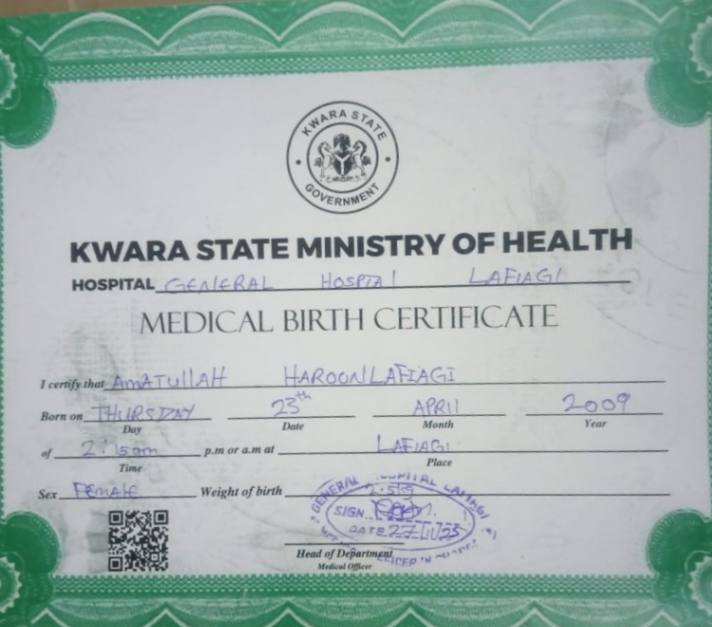 KWARA STATE
GOVERNMENT
KWARA STATE MINISTRY OF HEALTH
HOSPITAL GENERAL HOSPTAl LAFIAGI
MEDICAL BIRTH CERTIFICATE
I certify that AMATUllAH HAROON LAFIAGI
Born on THURSDAY 23th APRIl 2009
Day Date Month Year
of 2.15am p.m or a.m at LAFIAGI
Time Place
Sex FEMALE Weight of birth
GENERAL HOSPITAL LAFIAGI
SIGN.
DATE
Head of Department
Medical Officer